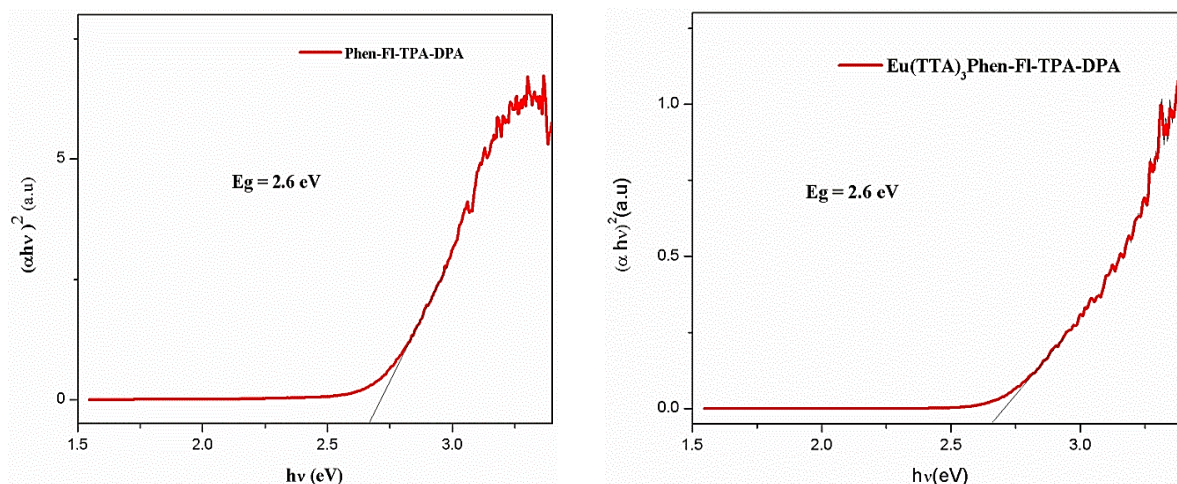 Phen-Fl-TPA-DPA
5
(αhν )² (a.u)
Eg = 2.6 eV
0
1.5 2.0 2.5 3.0
hν (eV)
Eu(TTA)₃Phen-Fl-TPA-DPA
1.0
Eg = 2.6 eV
(α hν)²(a.u)
0.5
0.0
1.5 2.0 2.5 3.0
hν(eV)